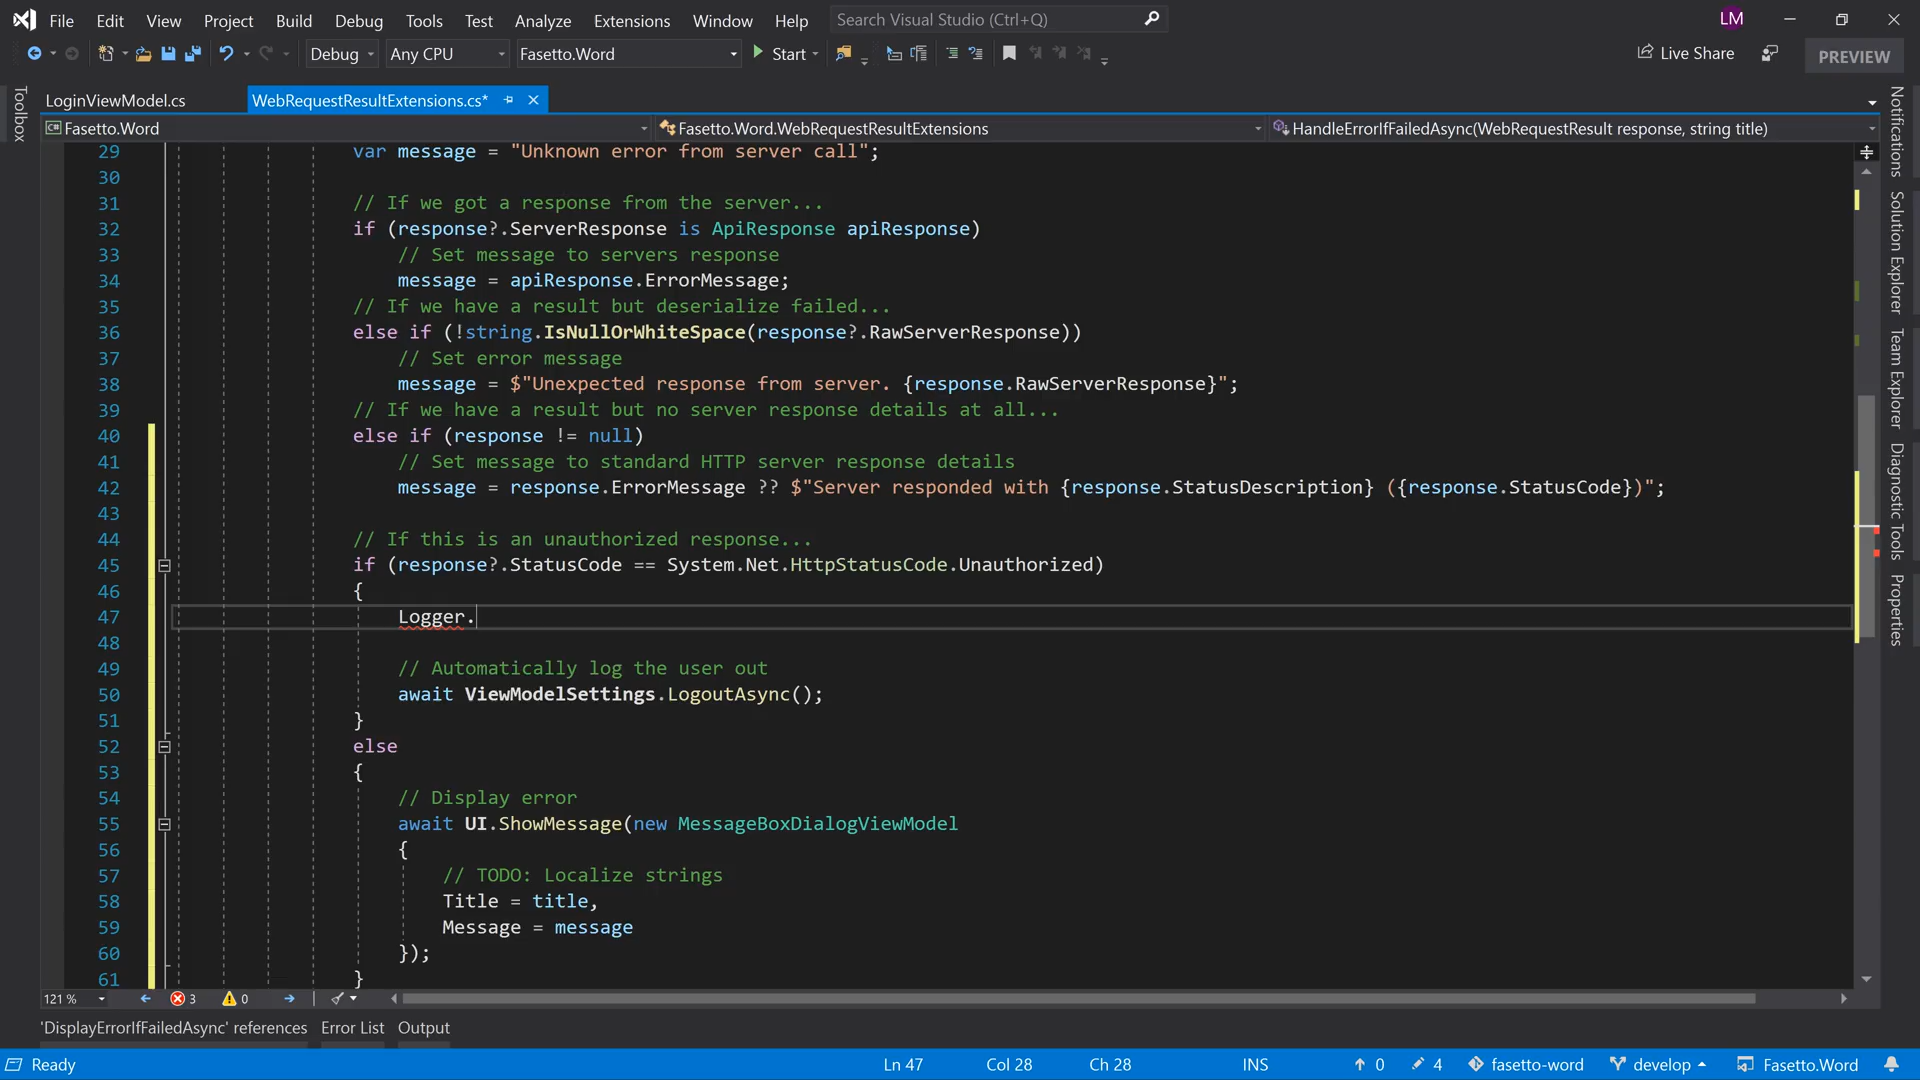 File Edit View Project Build Debug Tools Test Analyze Extensions Window Help Search Visual Studio (Ctrl+Q) LM
Debug Any CPU Fasetto.Word Start Live Share PREVIEW
LoginViewModel.cs WebRequestResultExtensions.cs*
Fasetto.Word Fasetto.Word.WebRequestResultExtensions HandleErrorIfFailedAsync(WebRequestResult response, string title)
Toolbox
29 var message = "Unknown error from server call";
30
31 // If we got a response from the server...
32 if (response?.ServerResponse is ApiResponse apiResponse)
33 // Set message to servers response
34 message = apiResponse.ErrorMessage;
35 // If we have a result but deserialize failed...
36 else if (!string.IsNullOrWhiteSpace(response?.RawServerResponse))
37 // Set error message
38 message = $"Unexpected response from server. {response.RawServerResponse}";
39 // If we have a result but no server response details at all...
40 else if (response != null)
41 // Set message to standard HTTP server response details
42 message = response.ErrorMessage ?? $"Server responded with {response.StatusDescription} ({response.StatusCode})";
43
44 // If this is an unauthorized response...
45 if (response?.StatusCode == System.Net.HttpStatusCode.Unauthorized)
46 {
47 Logger.
48
49 // Automatically log the user out
50 await ViewModelSettings.LogoutAsync();
51 }
52 else
53 {
54 // Display error
55 await UI.ShowMessage(new MessageBoxDialogViewModel
56 {
57 // TODO: Localize strings
58 Title = title,
59 Message = message
60 });
61 }
Notifications
Solution Explorer
Team Explorer
Diagnostic Tools
Properties
121 % 3 0
'DisplayErrorIfFailedAsync' references Error List Output
Ready Ln 47 Col 28 Ch 28 INS 0 4 fasetto-word develop Fasetto.Word